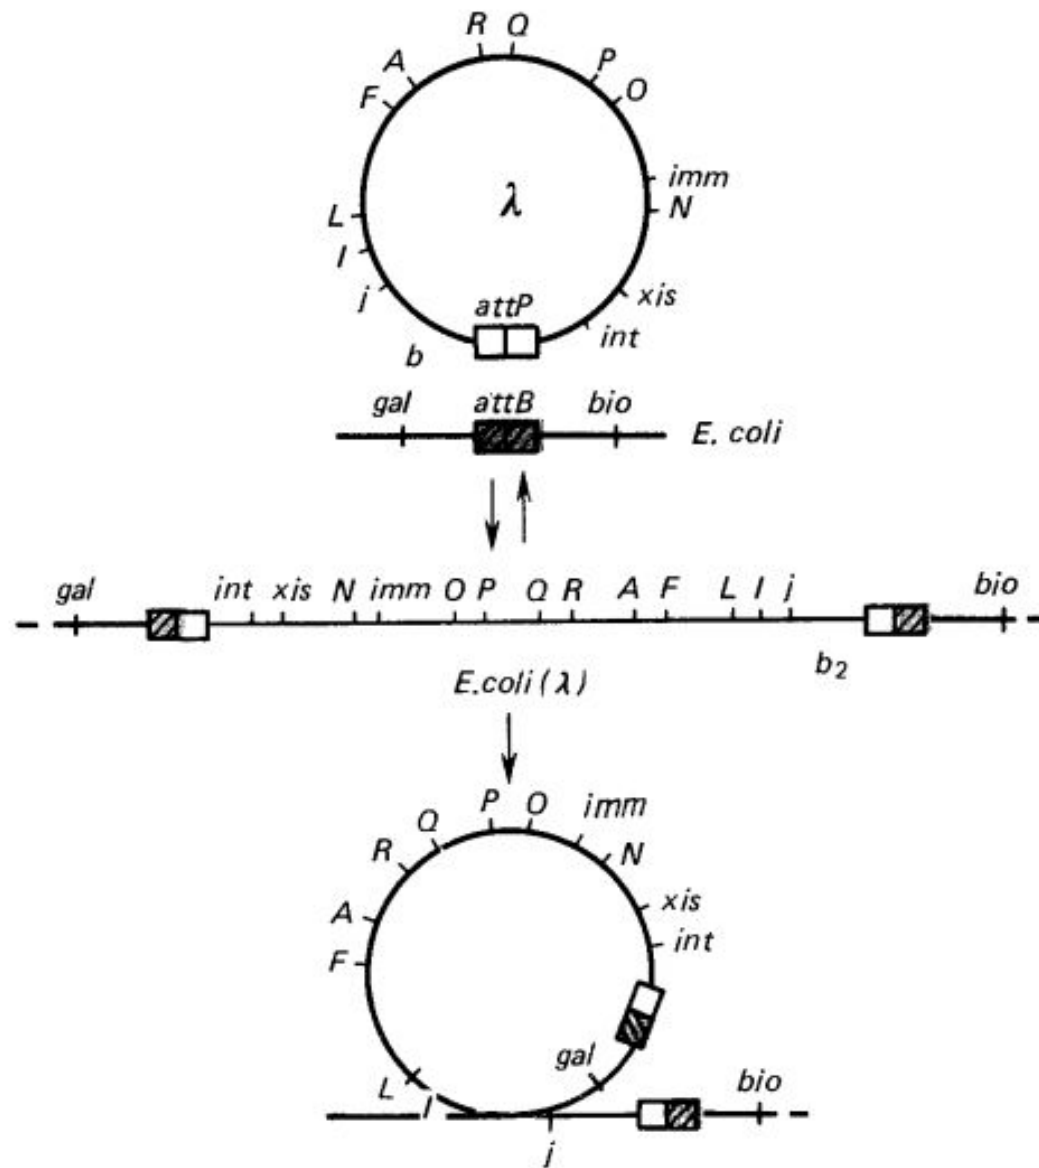 R Q
A P
F O
λ
imm
L N
I
j attP xis
b int
gal attB bio
E. coli
gal int xis N imm O P Q R A F L I j bio
b2
E.coli (λ)
P O imm
Q N
R
A xis
F int
gal
L I bio
j